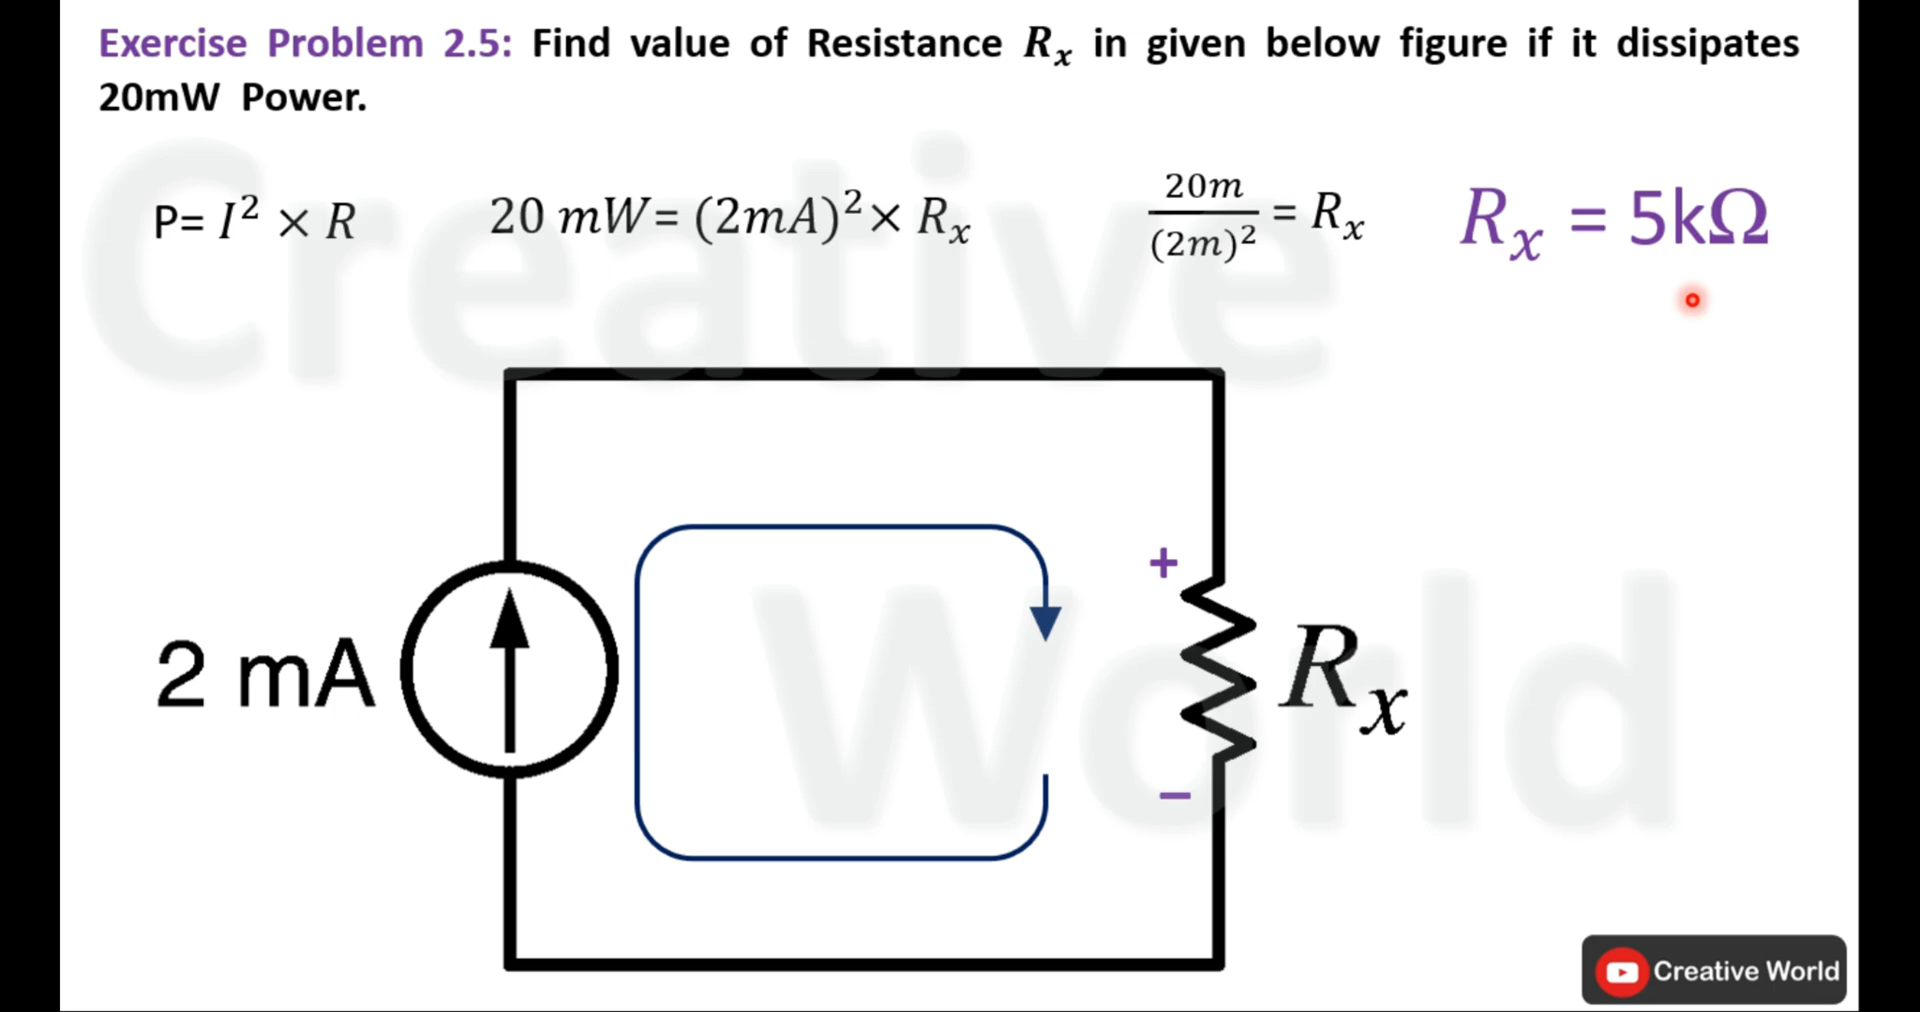 Exercise Problem 2.5: Find value of Resistance Rₓ in given below figure if it dissipates
20mW Power.
P= I² × R
20 mW= (2mA)²× Rₓ
20m/(2m)² = Rₓ
Rₓ = 5kΩ
Creative
+
2 mA
Rₓ
World
−
Creative World